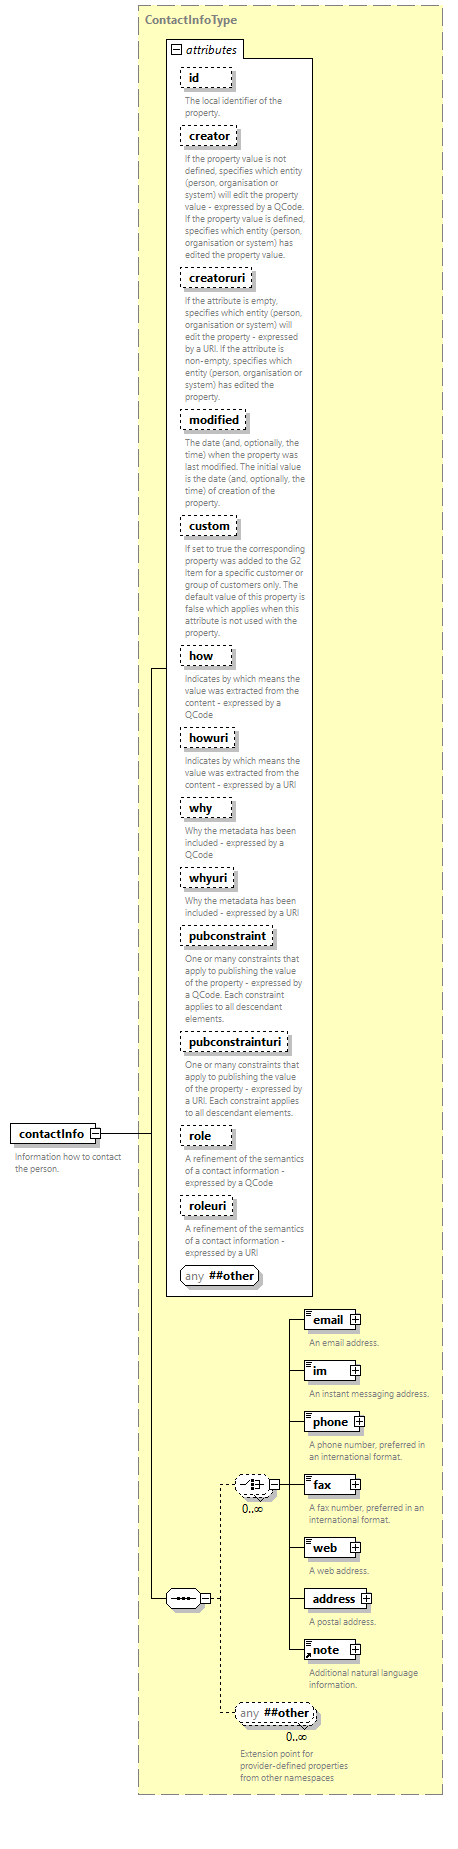 ContactInfoType
attributes
id
The local identifier of the
property.
creator
If the property value is not
defined, specifies which entity
(person, organisation or
system) will edit the property
value - expressed by a QCode.
If the property value is defined,
specifies which entity (person,
organisation or system) has
edited the property value.
creatoruri
If the attribute is empty,
specifies which entity (person,
organisation or system) will
edit the property - expressed
by a URI. If the attribute is
non-empty, specifies which
entity (person, organisation or
system) has edited the
property.
modified
The date (and, optionally, the
time) when the property was
last modified. The initial value
is the date (and, optionally, the
time) of creation of the
property.
custom
If set to true the corresponding
property was added to the G2
Item for a specific customer or
group of customers only. The
default value of this property is
false which applies when this
attribute is not used with the
property.
how
Indicates by which means the
value was extracted from the
content - expressed by a
QCode
howuri
Indicates by which means the
value was extracted from the
content - expressed by a URI
why
Why the metadata has been
included - expressed by a
QCode
whyuri
Why the metadata has been
included - expressed by a URI
pubconstraint
One or many constraints that
apply to publishing the value
of the property - expressed by
a QCode. Each constraint
applies to all descendant
elements.
pubconstrainturi
One or many constraints that
apply to publishing the value
of the property - expressed by
a URI. Each constraint applies
to all descendant elements.
contactInfo
Information how to contact
the person.
role
A refinement of the semantics
of a contact information -
expressed by a QCode
roleuri
A refinement of the semantics
of a contact information -
expressed by a URI
any ##other
email
An email address.
im
An instant messaging address.
phone
A phone number, preferred in
an international format.
fax
A fax number, preferred in an
international format.
0..∞
web
A web address.
address
A postal address.
note
Additional natural language
information.
any ##other
0..∞
Extension point for
provider-defined properties
from other namespaces